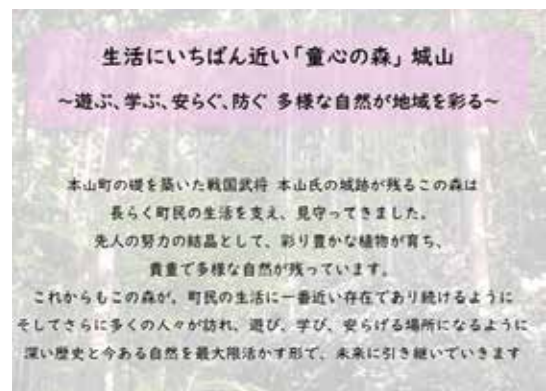 生活にいちばん近い「童心の森」城山
～遊ぶ、学ぶ、安らぐ、防ぐ 多様な自然が地域を彩る～
本山町の礎を築いた戦国武将 本山氏の城跡が残るこの森は
長らく町民の生活を支え、見守ってきました。
先人の努力の結晶として、彩り豊かな植物が育ち、
貴重で多様な自然が残っています。
これからもこの森が、町民の生活に一番近い存在であり続けるように
そしてさらに多くの人々が訪れ、遊び、学び、安らげる場所になるように
深い歴史と今ある自然を最大限活かす形で、未来に引き継いでいきます